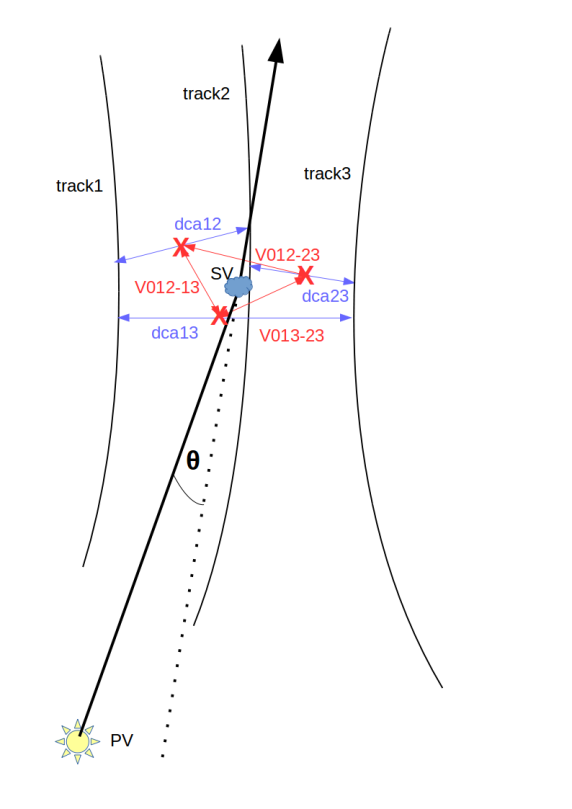 track2
track3
track1
dca12
V012-23
SV
V012-13
dca23
dca13
V013-23
θ
PV